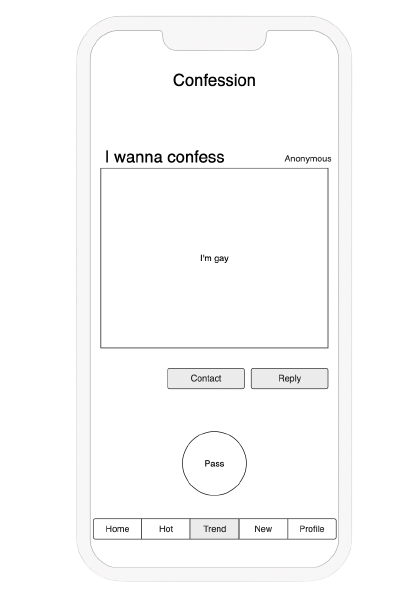 Confession
I wanna confess
Anonymous
I'm gay
Contact
Reply
Pass
Home
Hot
Trend
New
Profile